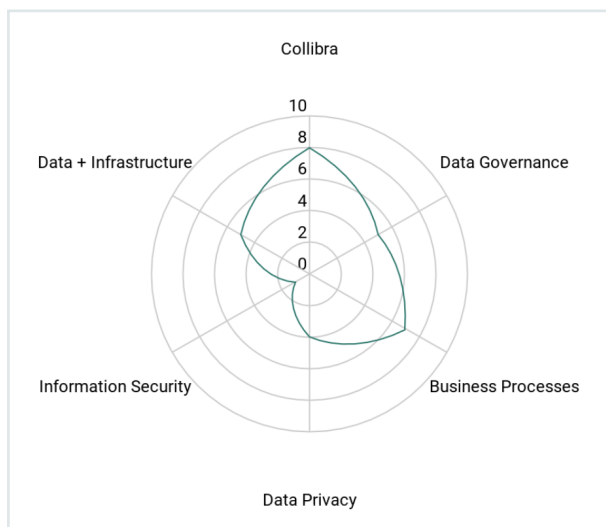 Collibra
10
8
Data + Infrastructure
Data Governance
6
4
2
0
Information Security
Business Processes
Data Privacy